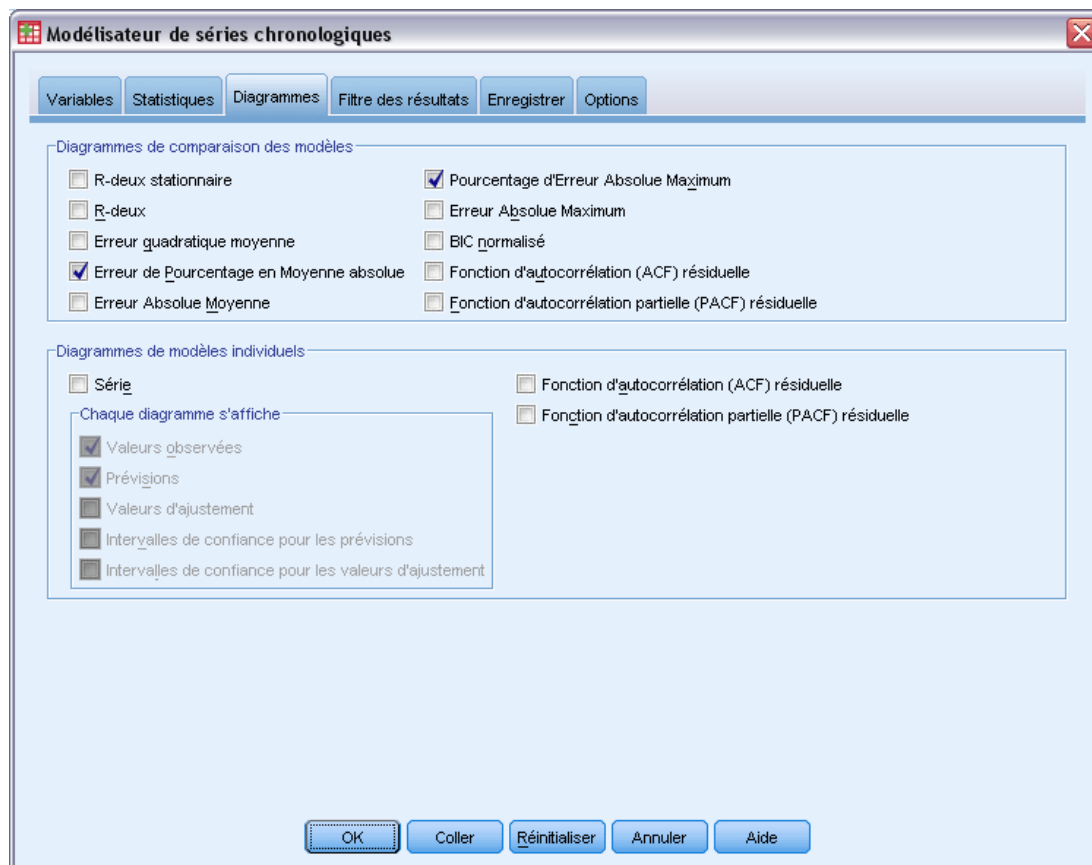 Modélisateur de séries chronologiques
Variables
Statistiques
Diagrammes
Filtre des résultats
Enregistrer
Options
Diagrammes de comparaison des modèles
R-deux stationnaire
R-deux
Erreur quadratique moyenne
Erreur de Pourcentage en Moyenne absolue
Erreur Absolue Moyenne
Pourcentage d'Erreur Absolue Maximum
Erreur Absolue Maximum
BIC normalisé
Fonction d'autocorrélation (ACF) résiduelle
Fonction d'autocorrélation partielle (PACF) résiduelle
Diagrammes de modèles individuels
Série
Chaque diagramme s'affiche
Valeurs observées
Prévisions
Valeurs d'ajustement
Intervalles de confiance pour les prévisions
Intervalles de confiance pour les valeurs d'ajustement
Fonction d'autocorrélation (ACF) résiduelle
Fonction d'autocorrélation partielle (PACF) résiduelle
OK
Coller
Réinitialiser
Annuler
Aide